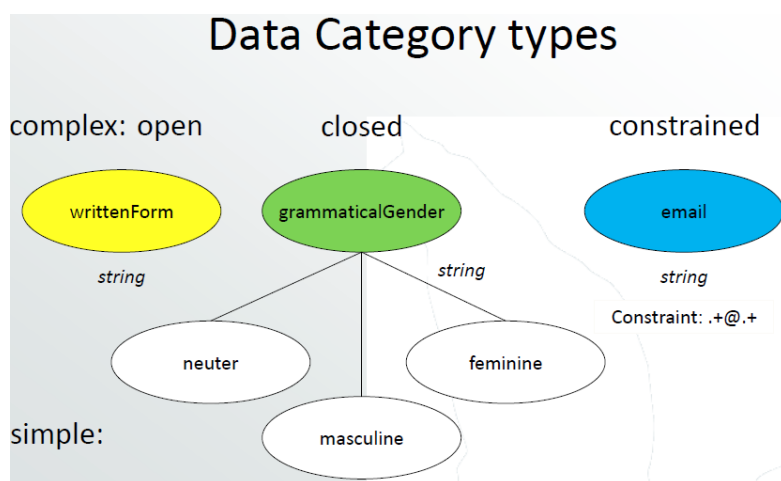 Data Category types
complex: open closed constrained
writtenForm grammaticalGender email
string string string
Constraint: .+@.+
neuter feminine
simple: masculine